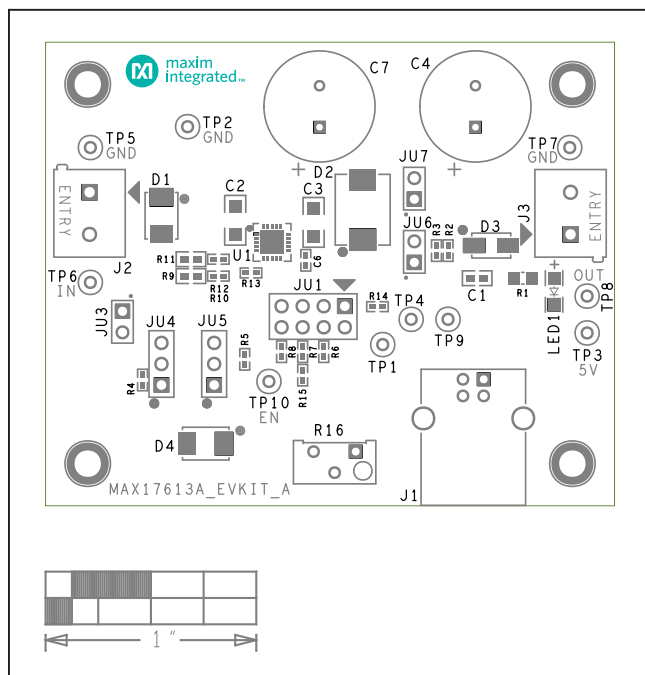 maxim
integrated™
C7
C4
TP5
GND
TP2
GND
TP7
GND
ENTRY
D1
C2
C3
D2
JU7
JU6
R3
R2
D3
J3
ENTRY
J2
TP6
IN
R11
R9
R12
R10
R13
U1
C6
C1
R1
LED1
OUT
TP8
TP3
5V
JU3
JU4
JU5
R4
R5
JU1
R14
TP4
TP9
TP1
R8
R7
R6
R15
TP10
EN
D4
R16
J1
MAX17613A_EVKIT_A
1 "